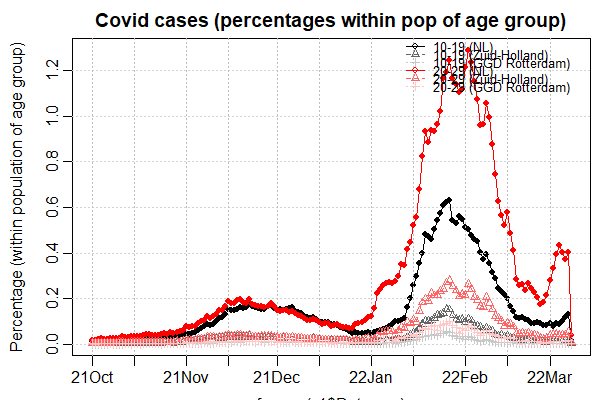 Covid cases (percentages within pop of age group)
Percentage (within population of age group)
1.2
1.0
0.8
0.6
0.4
0.2
0.0
10-19 (NL)
10-19 (Zuid-Holland)
10-19 (GGD Rotterdam)
20-29 (NL)
20-29 (Zuid-Holland)
20-29 (GGD Rotterdam)
21Oct 21Nov 21Dec 22Jan 22Feb 22Mar